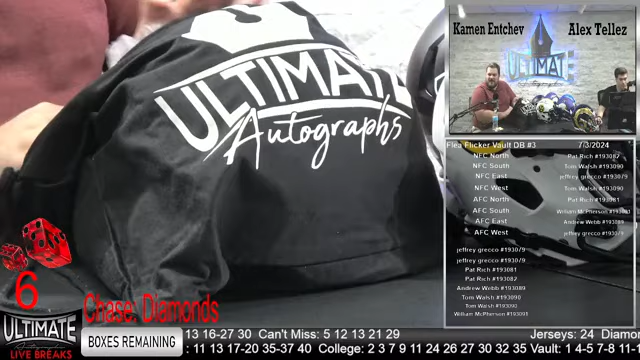 ULTIMATE
Autographs
Kamen Entchev
Alex Tellez
ULTIMATE
Flea Flicker Vault DB #3 7/3/2024
NFC North Pat Rich #193082
NFC South Tom Walsh #193090
NFC East jeffrey grecco #193079
NFC West Tom Walsh #193090
AFC North Pat Rich #193081
AFC South William McPherson #193091
AFC East Andrew Webb #193089
AFC West jeffrey grecco #193079
jeffrey grecco #193079
jeffrey grecco #193079
Pat Rich #193081
Pat Rich #193082
Andrew Webb #193089
Tom Walsh #193090
Tom Walsh #193092
William McPherson #193091
6
Chase: Diamonds
ULTIMATE
LIVE BREAKS
BOXES REMAINING
13 16-27 30 Can't Miss: 5 12 13 21 29 Jerseys: 24 Diamo
: 11 13 17-20 35-37 40 College: 2 3 7 9 11 24 26 27 30 32 35 Vault: 1 4-5 7-8 11-1